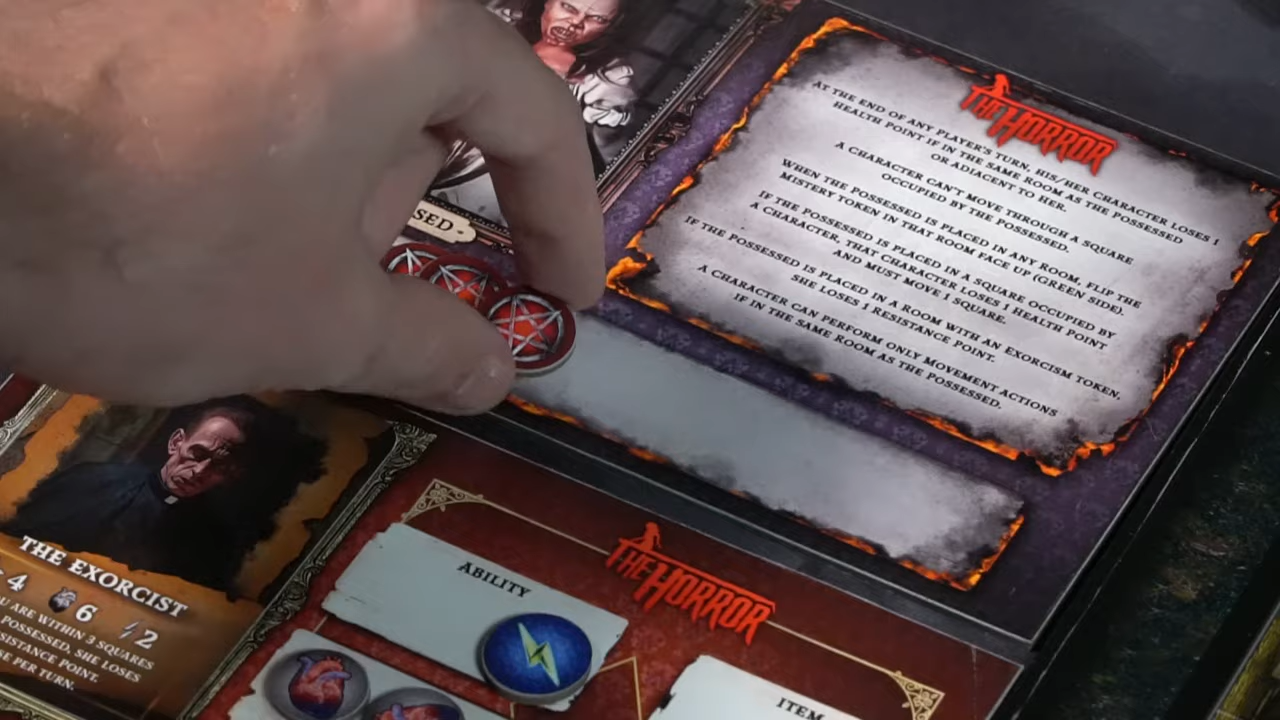 THE HORROR
AT THE END OF ANY PLAYER'S TURN, HIS/HER CHARACTER LOSES 1
HEALTH POINT IF IN THE SAME ROOM AS THE POSSESSED
OR ADJACENT TO HER.
A CHARACTER CAN'T MOVE THROUGH A SQUARE
OCCUPIED BY THE POSSESSED.
WHEN THE POSSESSED IS PLACED IN ANY ROOM, FLIP THE
MISTERY TOKEN IN THAT ROOM FACE UP (GREEN SIDE).
IF THE POSSESSED IS PLACED IN A SQUARE OCCUPIED BY
A CHARACTER, THAT CHARACTER LOSES 1 HEALTH POINT
AND MUST MOVE 1 SQUARE.
IF THE POSSESSED IS PLACED IN A ROOM WITH AN EXORCISM TOKEN.
SHE LOSES 1 RESISTANCE POINT.
A CHARACTER CAN PERFORM ONLY MOVEMENT ACTIONS
IF IN THE SAME ROOM AS THE POSSESSED.
SED
THE EXORCIST
4 6 2
YOU ARE WITHIN 3 SQUARES
POSSESSED, SHE LOSES
POINT.
PER TURN.
ABILITY
THE HORROR
ITEM